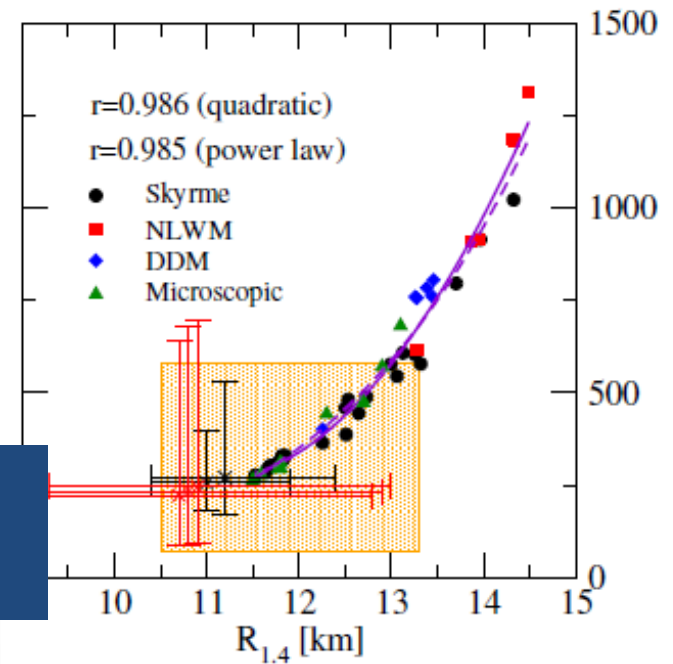 1500
r=0.986 (quadratic)
r=0.985 (power law)
Skyrme
NLWM
1000
DDM
Microscopic
500
0
10 11 12 13 14 15
R1.4 [km]